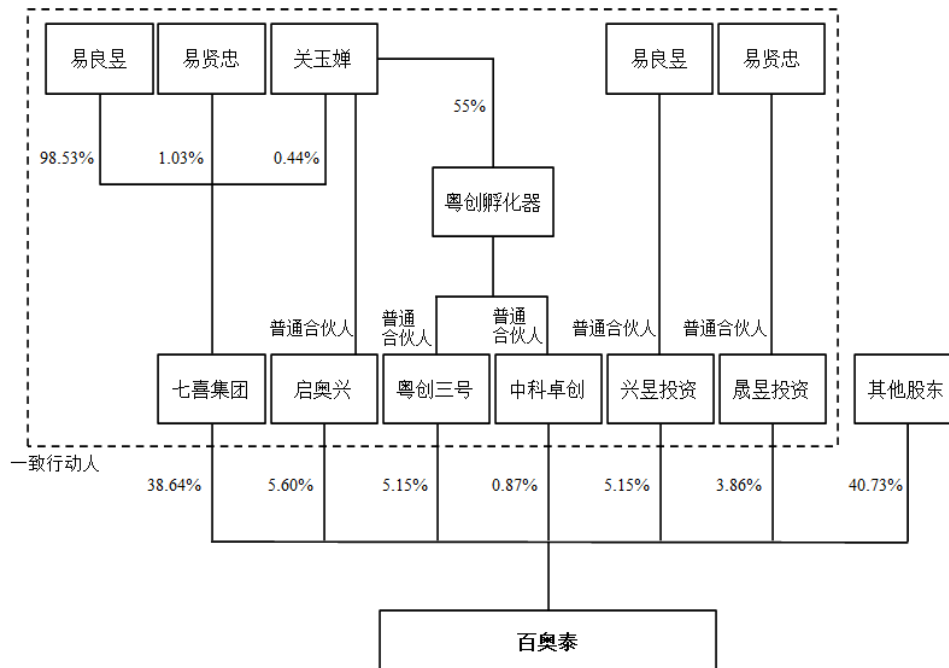 易良昱
易贤忠
关玉婵
易良昱
易贤忠
55%
98.53%
1.03%
0.44%
粤创孵化器
普通合伙人
普通
合伙人
普通
合伙人
普通合伙人
普通合伙人
七喜集团
启奥兴
粤创三号
中科卓创
兴昱投资
晟昱投资
其他股东
一致行动人
38.64%
5.60%
5.15%
0.87%
5.15%
3.86%
40.73%
百奥泰